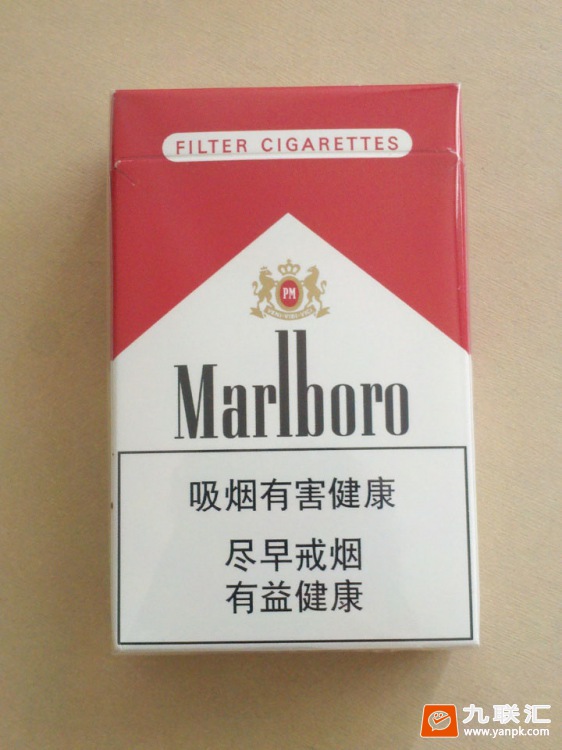 FILTER CIGARETTES
PM
Marlboro
吸烟有害健康
尽早戒烟
有益健康
九联汇
www.yanpk.com